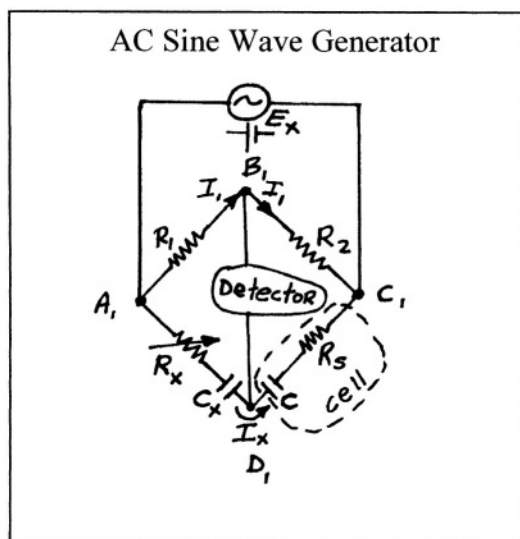 AC Sine Wave Generator
Ex
B1
I1 I1
R1 R2
A1 Detector C1
Rx Rs
Cx C cell
Ix
D1